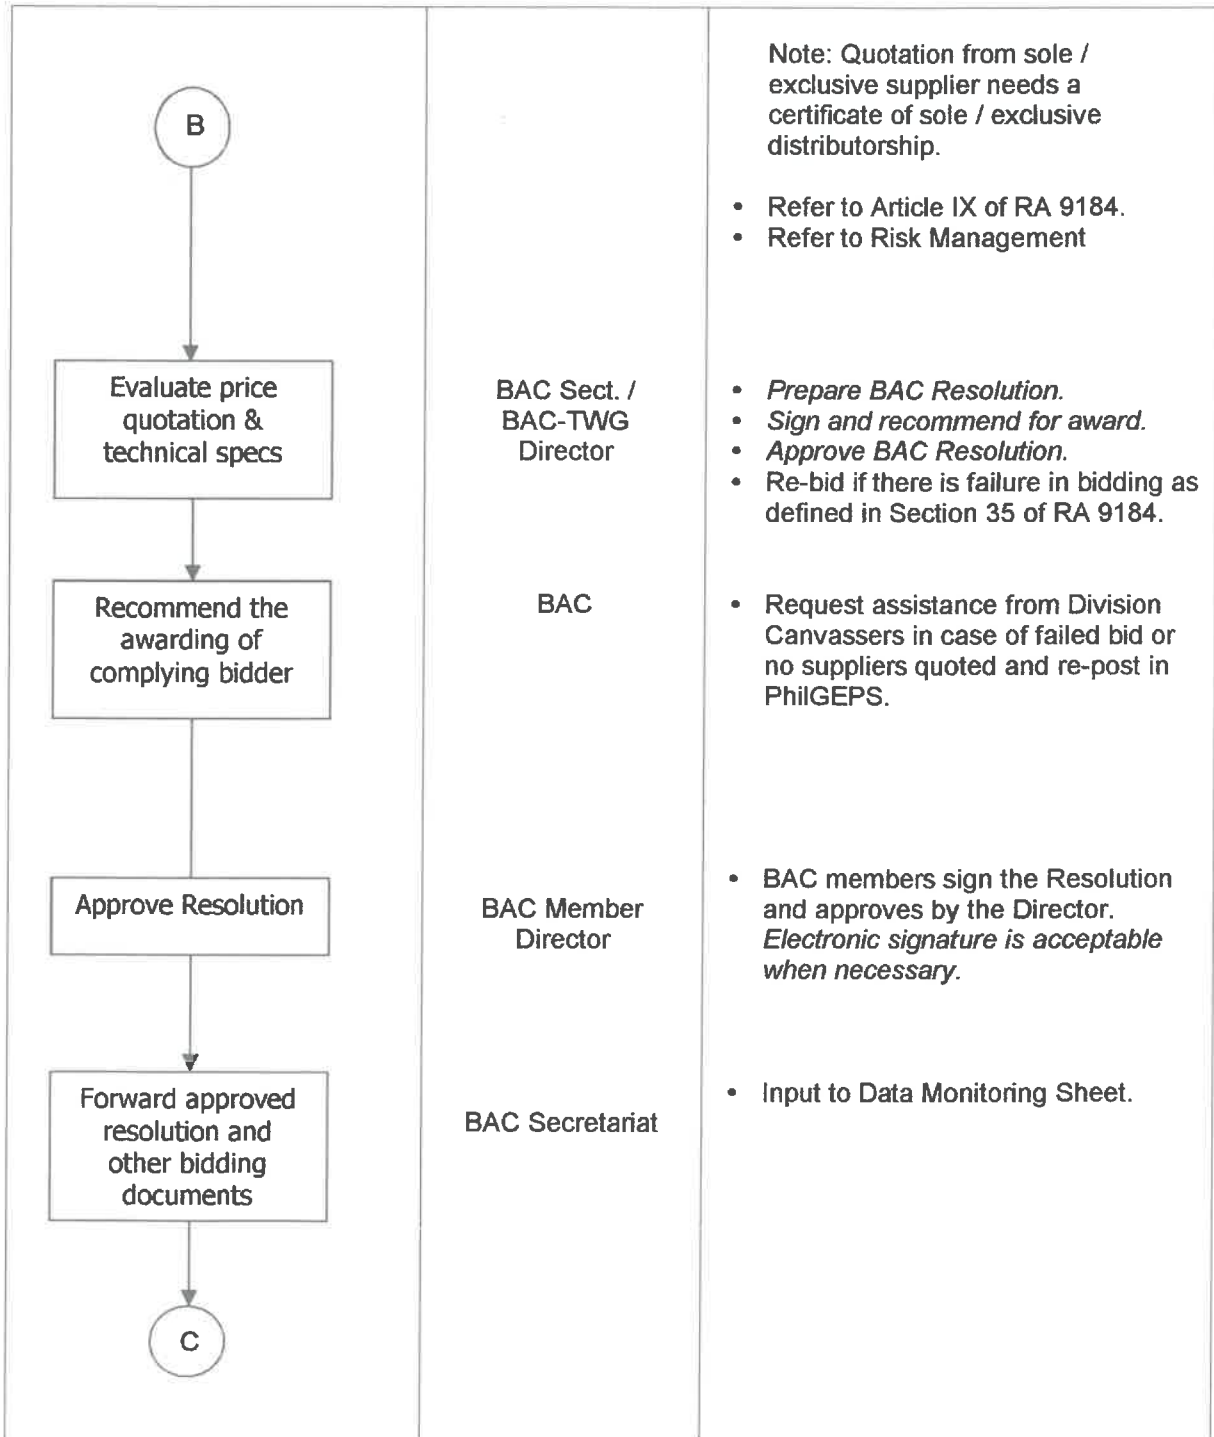 Note: Quotation from sole /
exclusive supplier needs a
certificate of sole / exclusive
distributorship.
B
• Refer to Article IX of RA 9184.
• Refer to Risk Management
Evaluate price
quotation &
technical specs
BAC Sect. /
BAC-TWG
Director
• Prepare BAC Resolution.
• Sign and recommend for award.
• Approve BAC Resolution.
• Re-bid if there is failure in bidding as
defined in Section 35 of RA 9184.
Recommend the
awarding of
complying bidder
BAC
• Request assistance from Division
Canvassers in case of failed bid or
no suppliers quoted and re-post in
PhilGEPS.
Approve Resolution
BAC Member
Director
• BAC members sign the Resolution
and approves by the Director.
Electronic signature is acceptable
when necessary.
Forward approved
resolution and
other bidding
documents
BAC Secretariat
• Input to Data Monitoring Sheet.
C